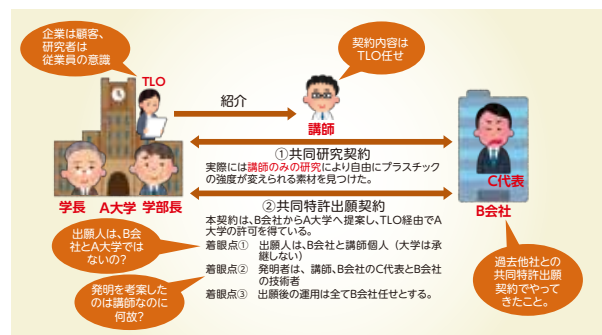 企業は顧客、
研究者は
従業員の意識
TLO
紹介
契約内容は
TLO任せ
講師
①共同研究契約
実際には講師のみの研究により自由にプラスチック
の強度が変えられる素材を見つけた。
学長 A大学 学部長
C代表
B会社
②共同特許出願契約
本契約は、B会社からA大学へ提案し、TLO経由でA
大学の許可を得ている。
着眼点① 出願人は、B会社と講師個人（大学は承
継しない）
着眼点② 発明者は、講師、B会社のC代表とB会社
の技術者
着眼点③ 出願後の運用は全てB会社任せとする。
出願人は、B会
社とA大学では
ないの？
発明を考案した
のは講師なのに
何故？
過去他社との
共同特許出願
契約でやって
きたこと。